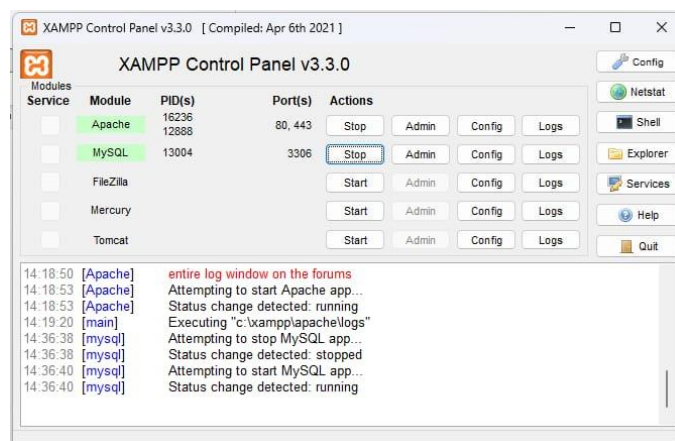 XAMPP Control Panel v3.3.0 [ Compiled: Apr 6th 2021 ]
XAMPP Control Panel v3.3.0
Config
Modules
Service Module PID(s) Port(s) Actions
Netstat
Apache 16236 12888 80, 443 Stop Admin Config Logs
Shell
MySQL 13004 3306 Stop Admin Config Logs
Explorer
FileZilla Start Admin Config Logs
Services
Mercury Start Admin Config Logs
Help
Tomcat Start Admin Config Logs
Quit
14:18:50 [Apache] entire log window on the forums
14:18:53 [Apache] Attempting to start Apache app...
14:18:53 [Apache] Status change detected: running
14:19:20 [main] Executing "c:\xampp\apache\logs"
14:36:38 [mysql] Attempting to stop MySQL app...
14:36:38 [mysql] Status change detected: stopped
14:36:40 [mysql] Attempting to start MySQL app...
14:36:40 [mysql] Status change detected: running